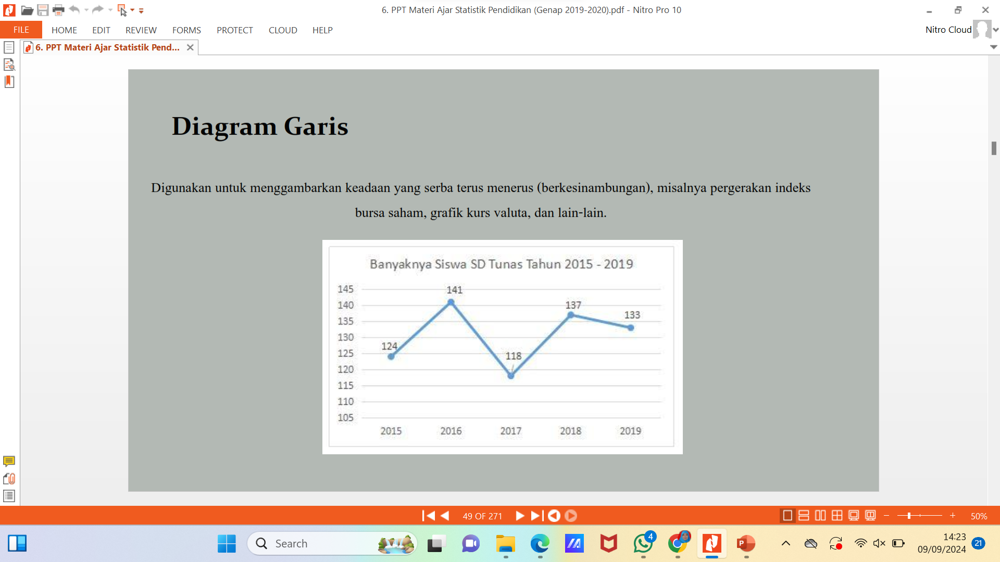 6. PPT Materi Ajar Statistik Pendidikan (Genap 2019-2020).pdf - Nitro Pro 10
FILE HOME EDIT REVIEW FORMS PROTECT CLOUD HELP
Nitro Cloud
6. PPT Materi Ajar Statistik Pend...
Diagram Garis
Digunakan untuk menggambarkan keadaan yang serba terus menerus (berkesinambungan), misalnya pergerakan indeks
bursa saham, grafik kurs valuta, dan lain-lain.
Banyaknya Siswa SD Tunas Tahun 2015 - 2019
145
140
135
130
125
120
115
110
105
124
141
118
137
133
2015 2016 2017 2018 2019
49 OF 271
50%
Search
4
P
14:23
09/09/2024
21